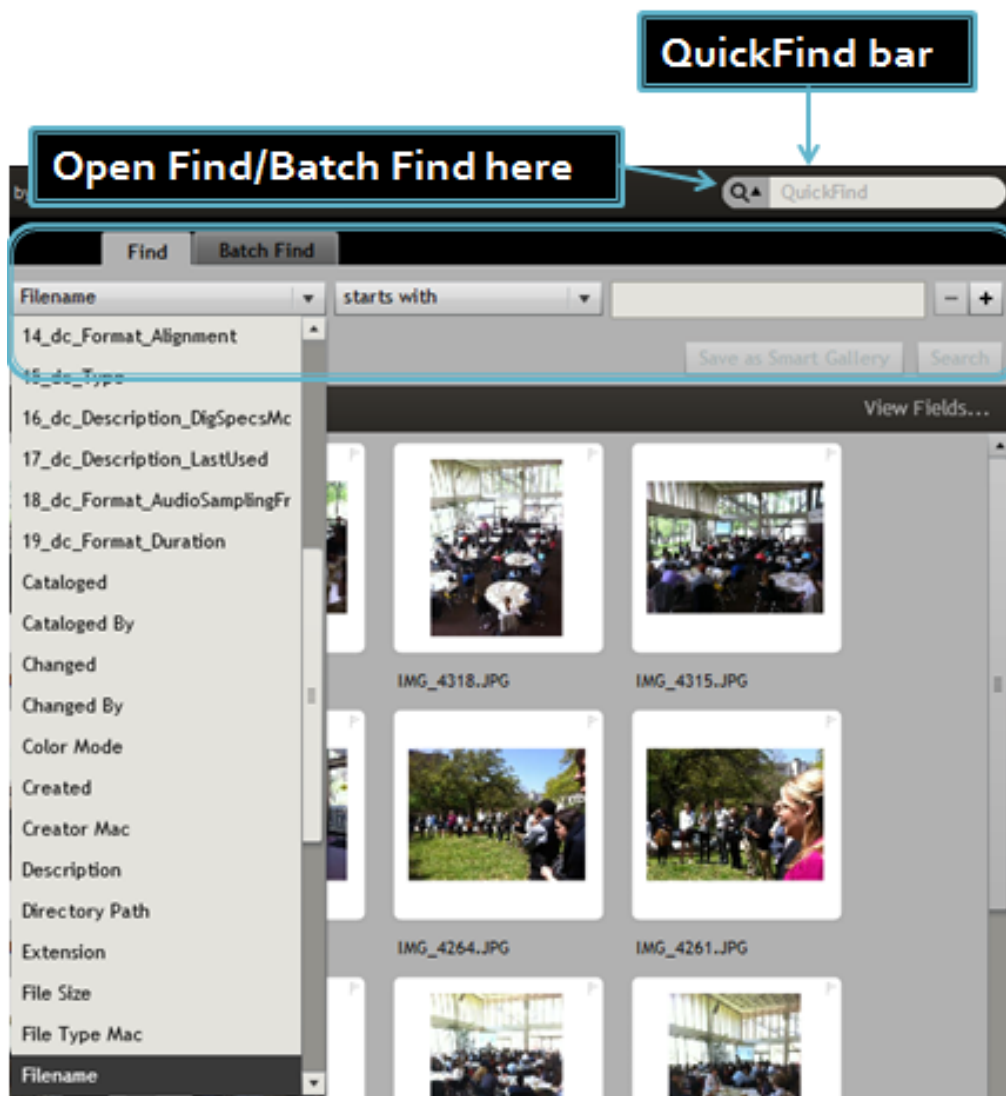 QuickFind bar
Open Find/Batch Find here
by
QuickFind
Find Batch Find
Filename starts with
Save as Smart Gallery Search
View Fields...
14_dc_Format_Alignment
15_dc_Type
16_dc_Description_DigSpecsMc
17_dc_Description_LastUsed
18_dc_Format_AudioSamplingFr
19_dc_Format_Duration
Cataloged
Cataloged By
Changed
Changed By
Color Mode
Created
Creator Mac
Description
Directory Path
Extension
File Size
File Type Mac
Filename
IMG_4318.JPG IMG_4315.JPG
IMG_4264.JPG IMG_4261.JPG